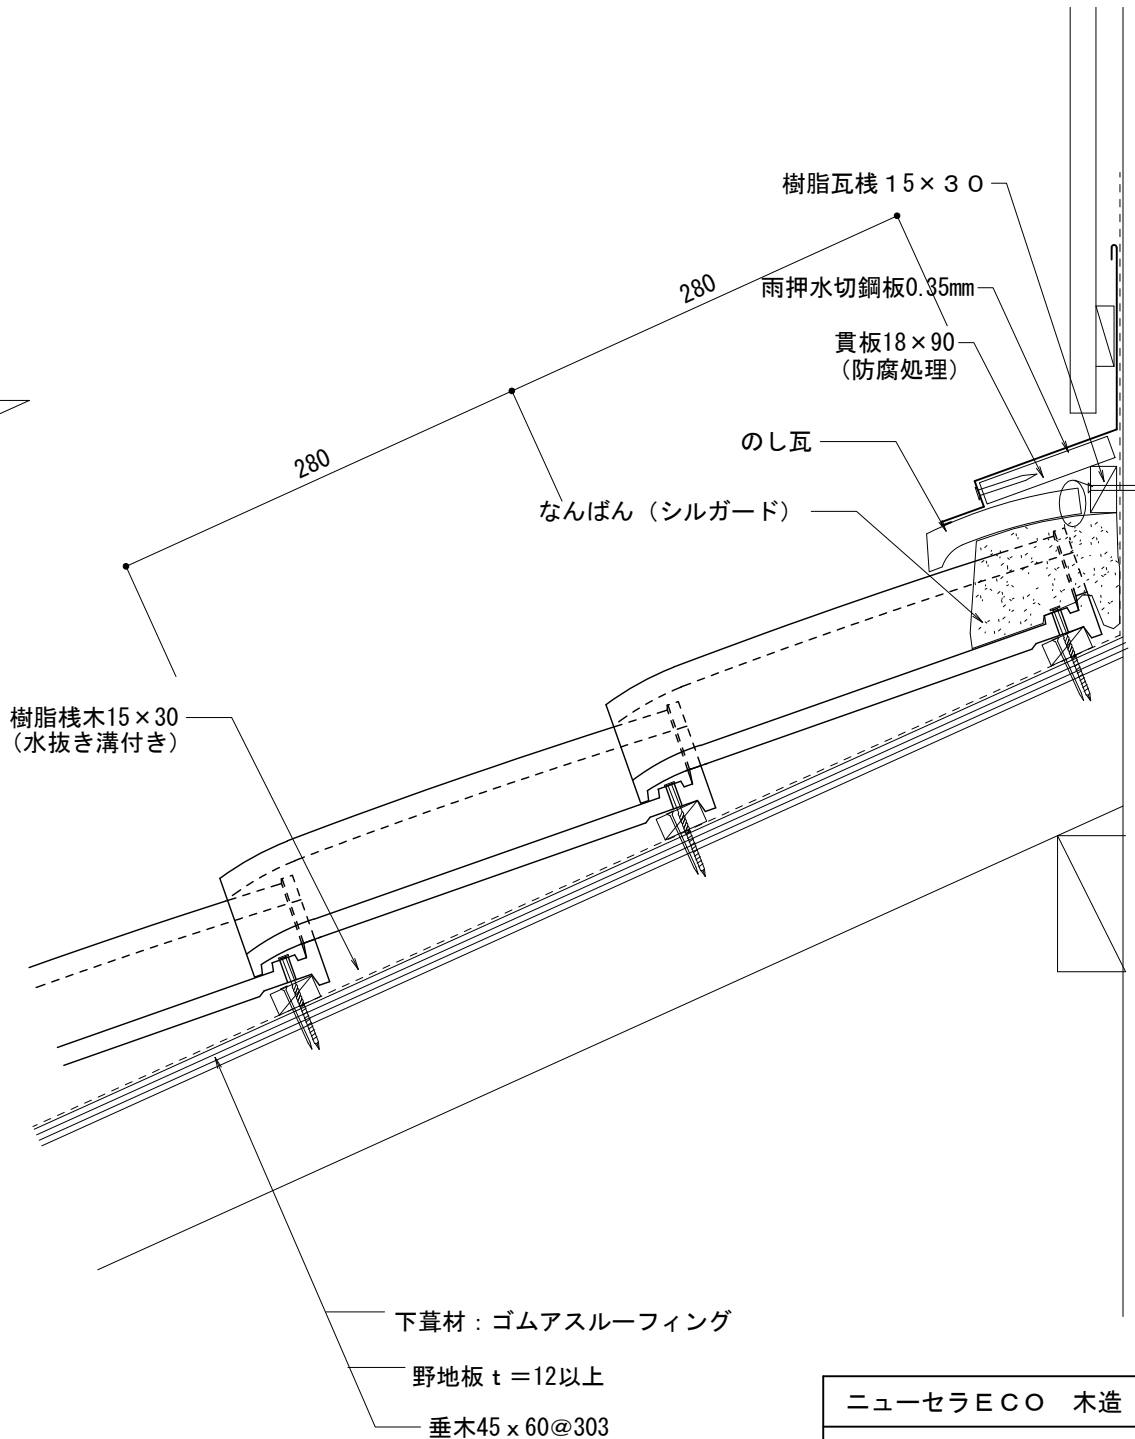 樹脂瓦桟15×30
280
雨押水切鋼板0.35mm
貫板18×90
（防腐処理）
のし瓦
280
なんばん（シルガード）
樹脂桟木15×30
（水抜き溝付き）
下葺材：ゴムアスルーフィング
野地板ｔ＝12以上
垂木45ｘ60@303
ニューセラＥＣＯ　木造